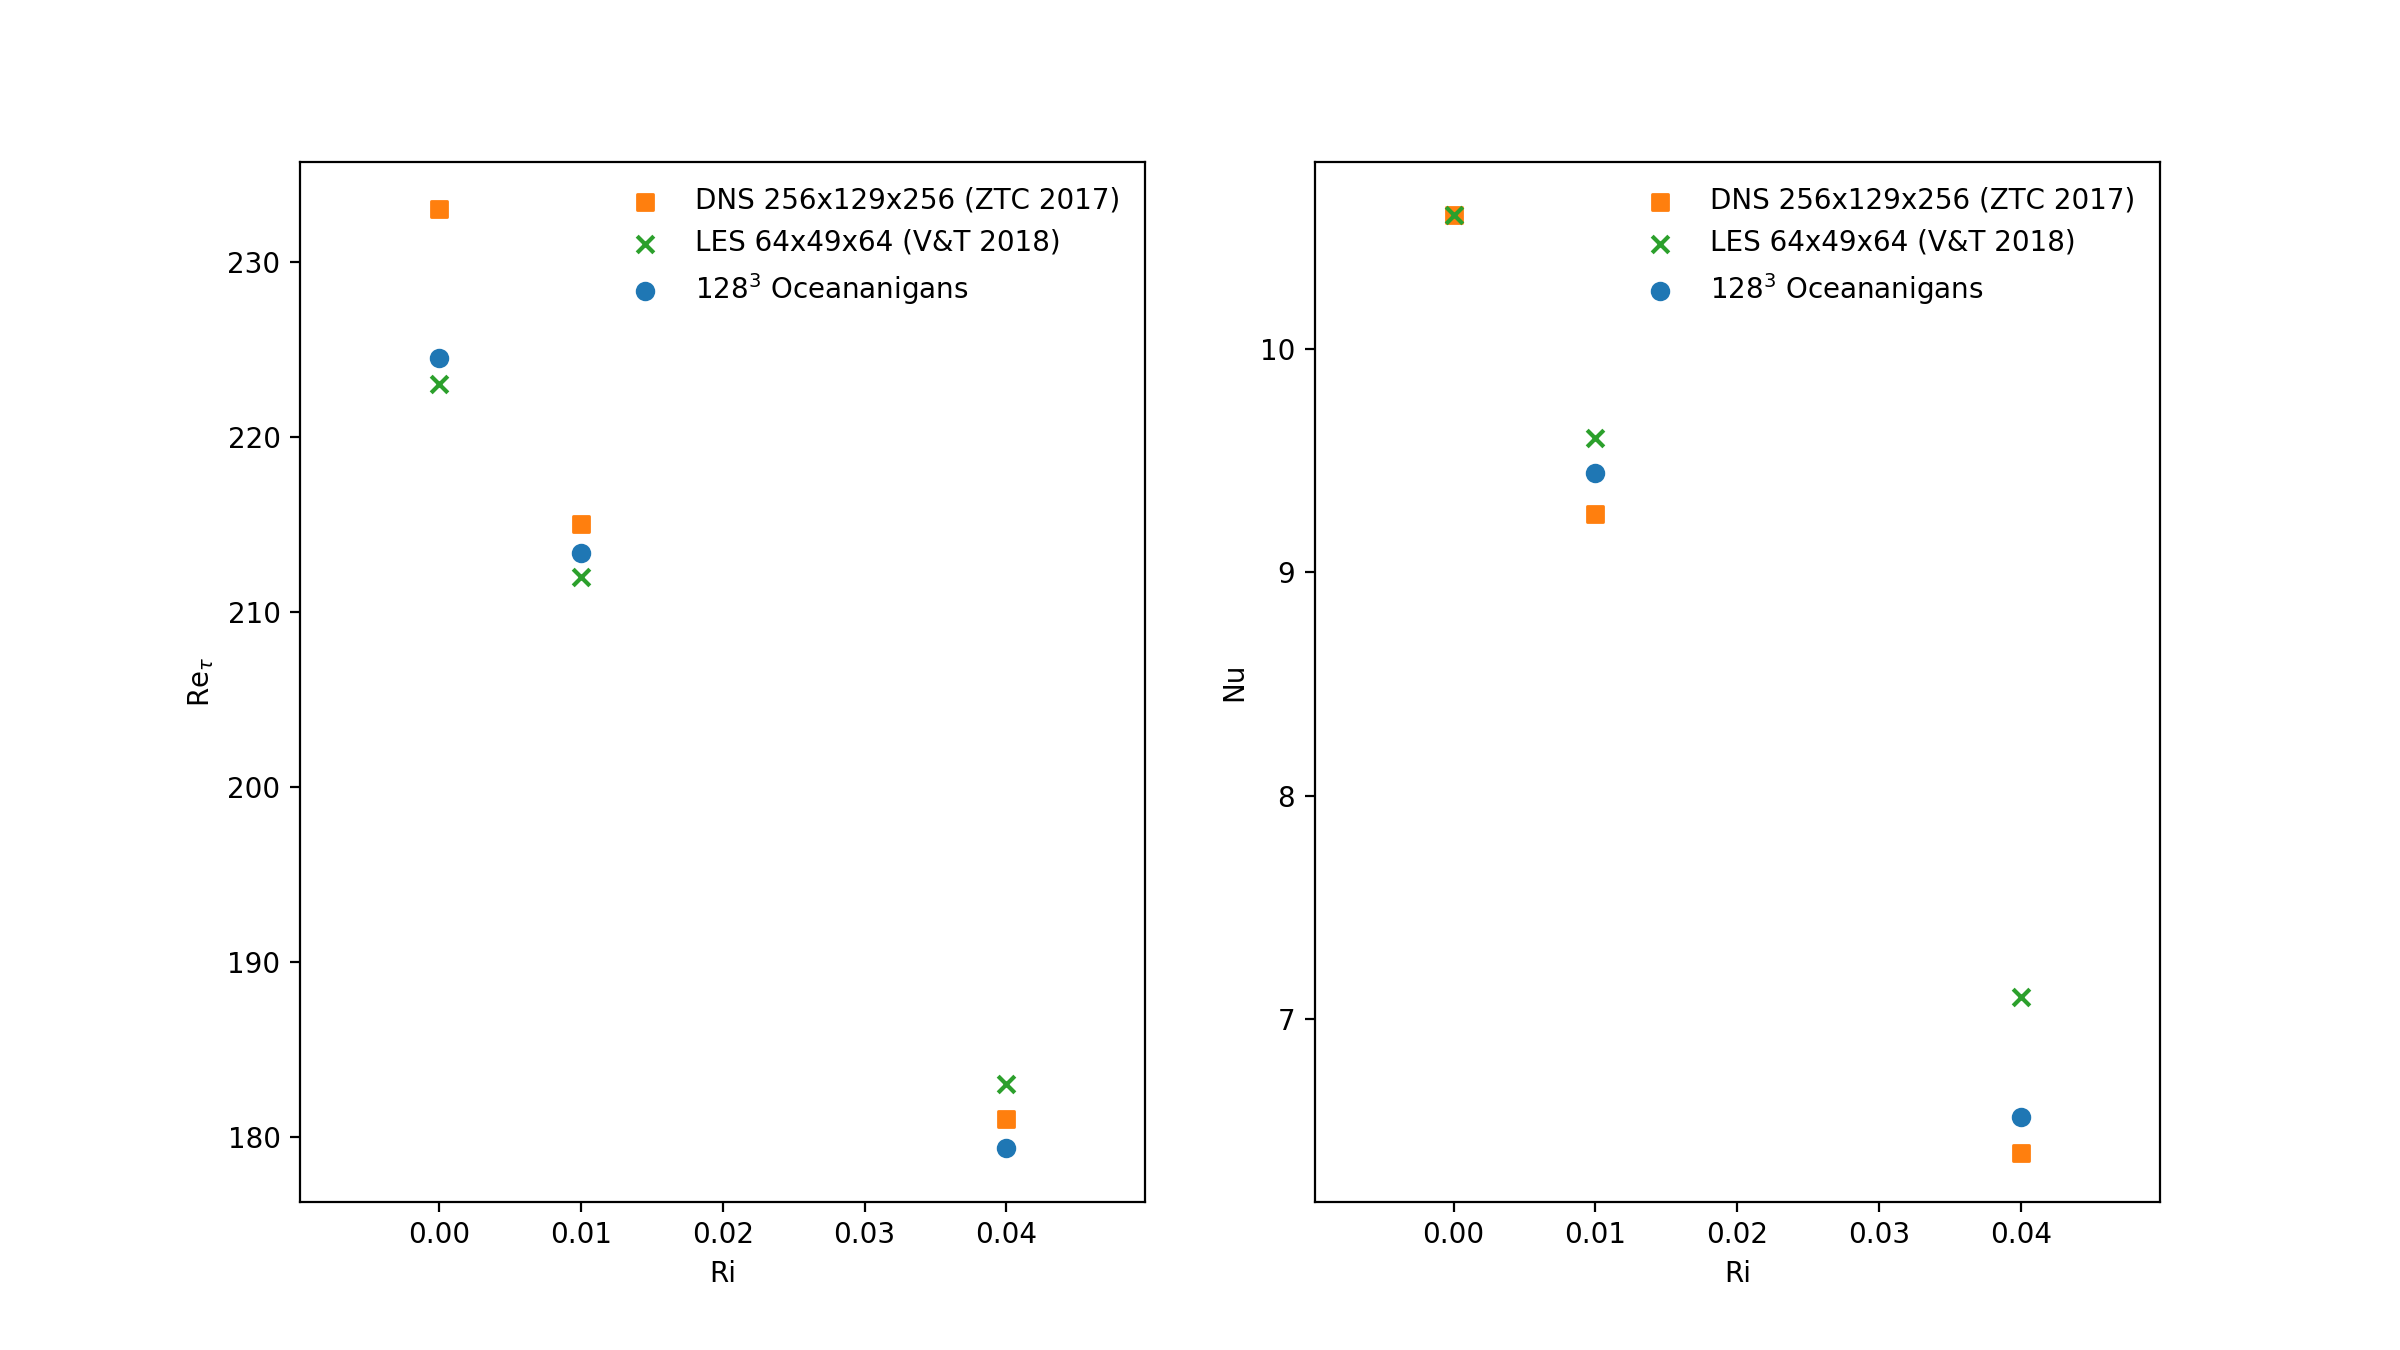 DNS 256x129x256 (ZTC 2017)
LES 64x49x64 (V&T 2018)
128³ Oceananigans
230
220
210
200
190
180
Re_τ
0.00 0.01 0.02 0.03 0.04
Ri
DNS 256x129x256 (ZTC 2017)
LES 64x49x64 (V&T 2018)
128³ Oceananigans
10
9
8
7
Nu
0.00 0.01 0.02 0.03 0.04
Ri